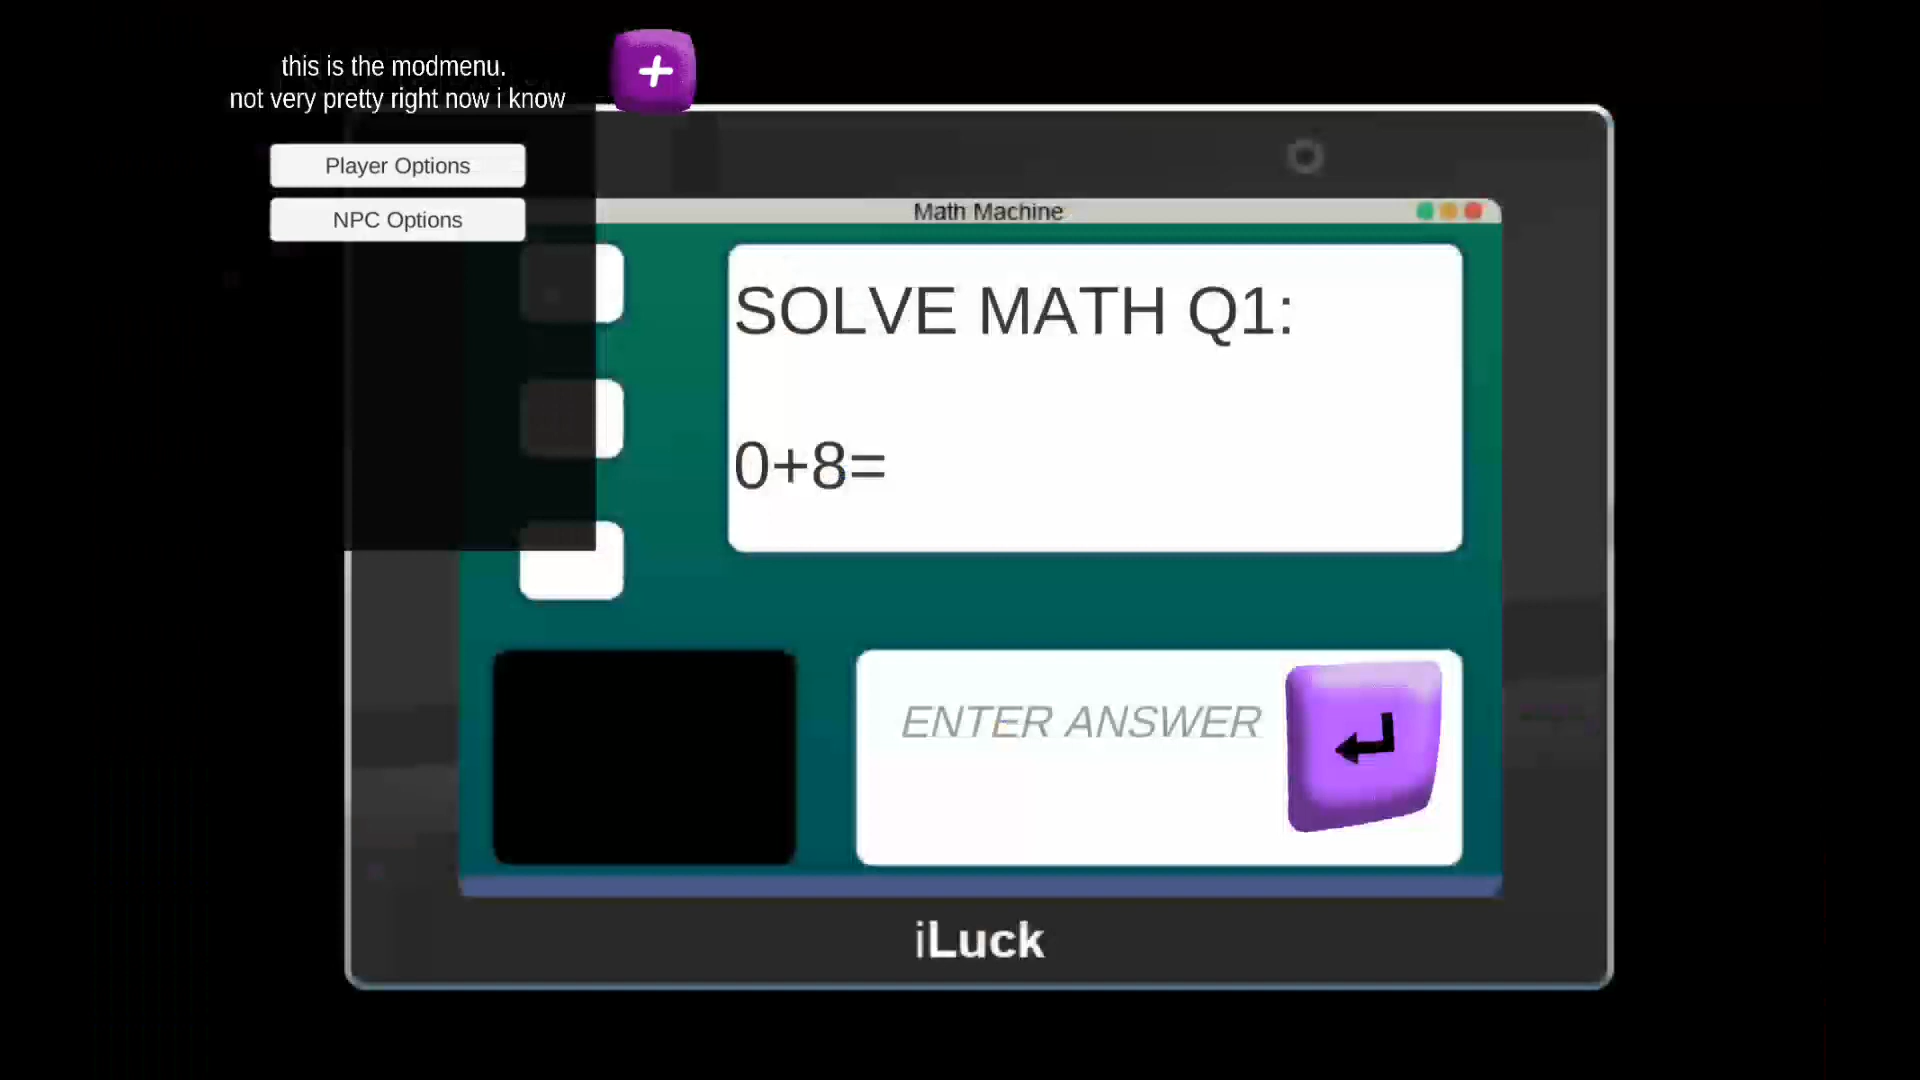 this is the modmenu.
not very pretty right now i know
+
Player Options
NPC Options
Math Machine
SOLVE MATH Q1:
0+8=
ENTER ANSWER
iLuck